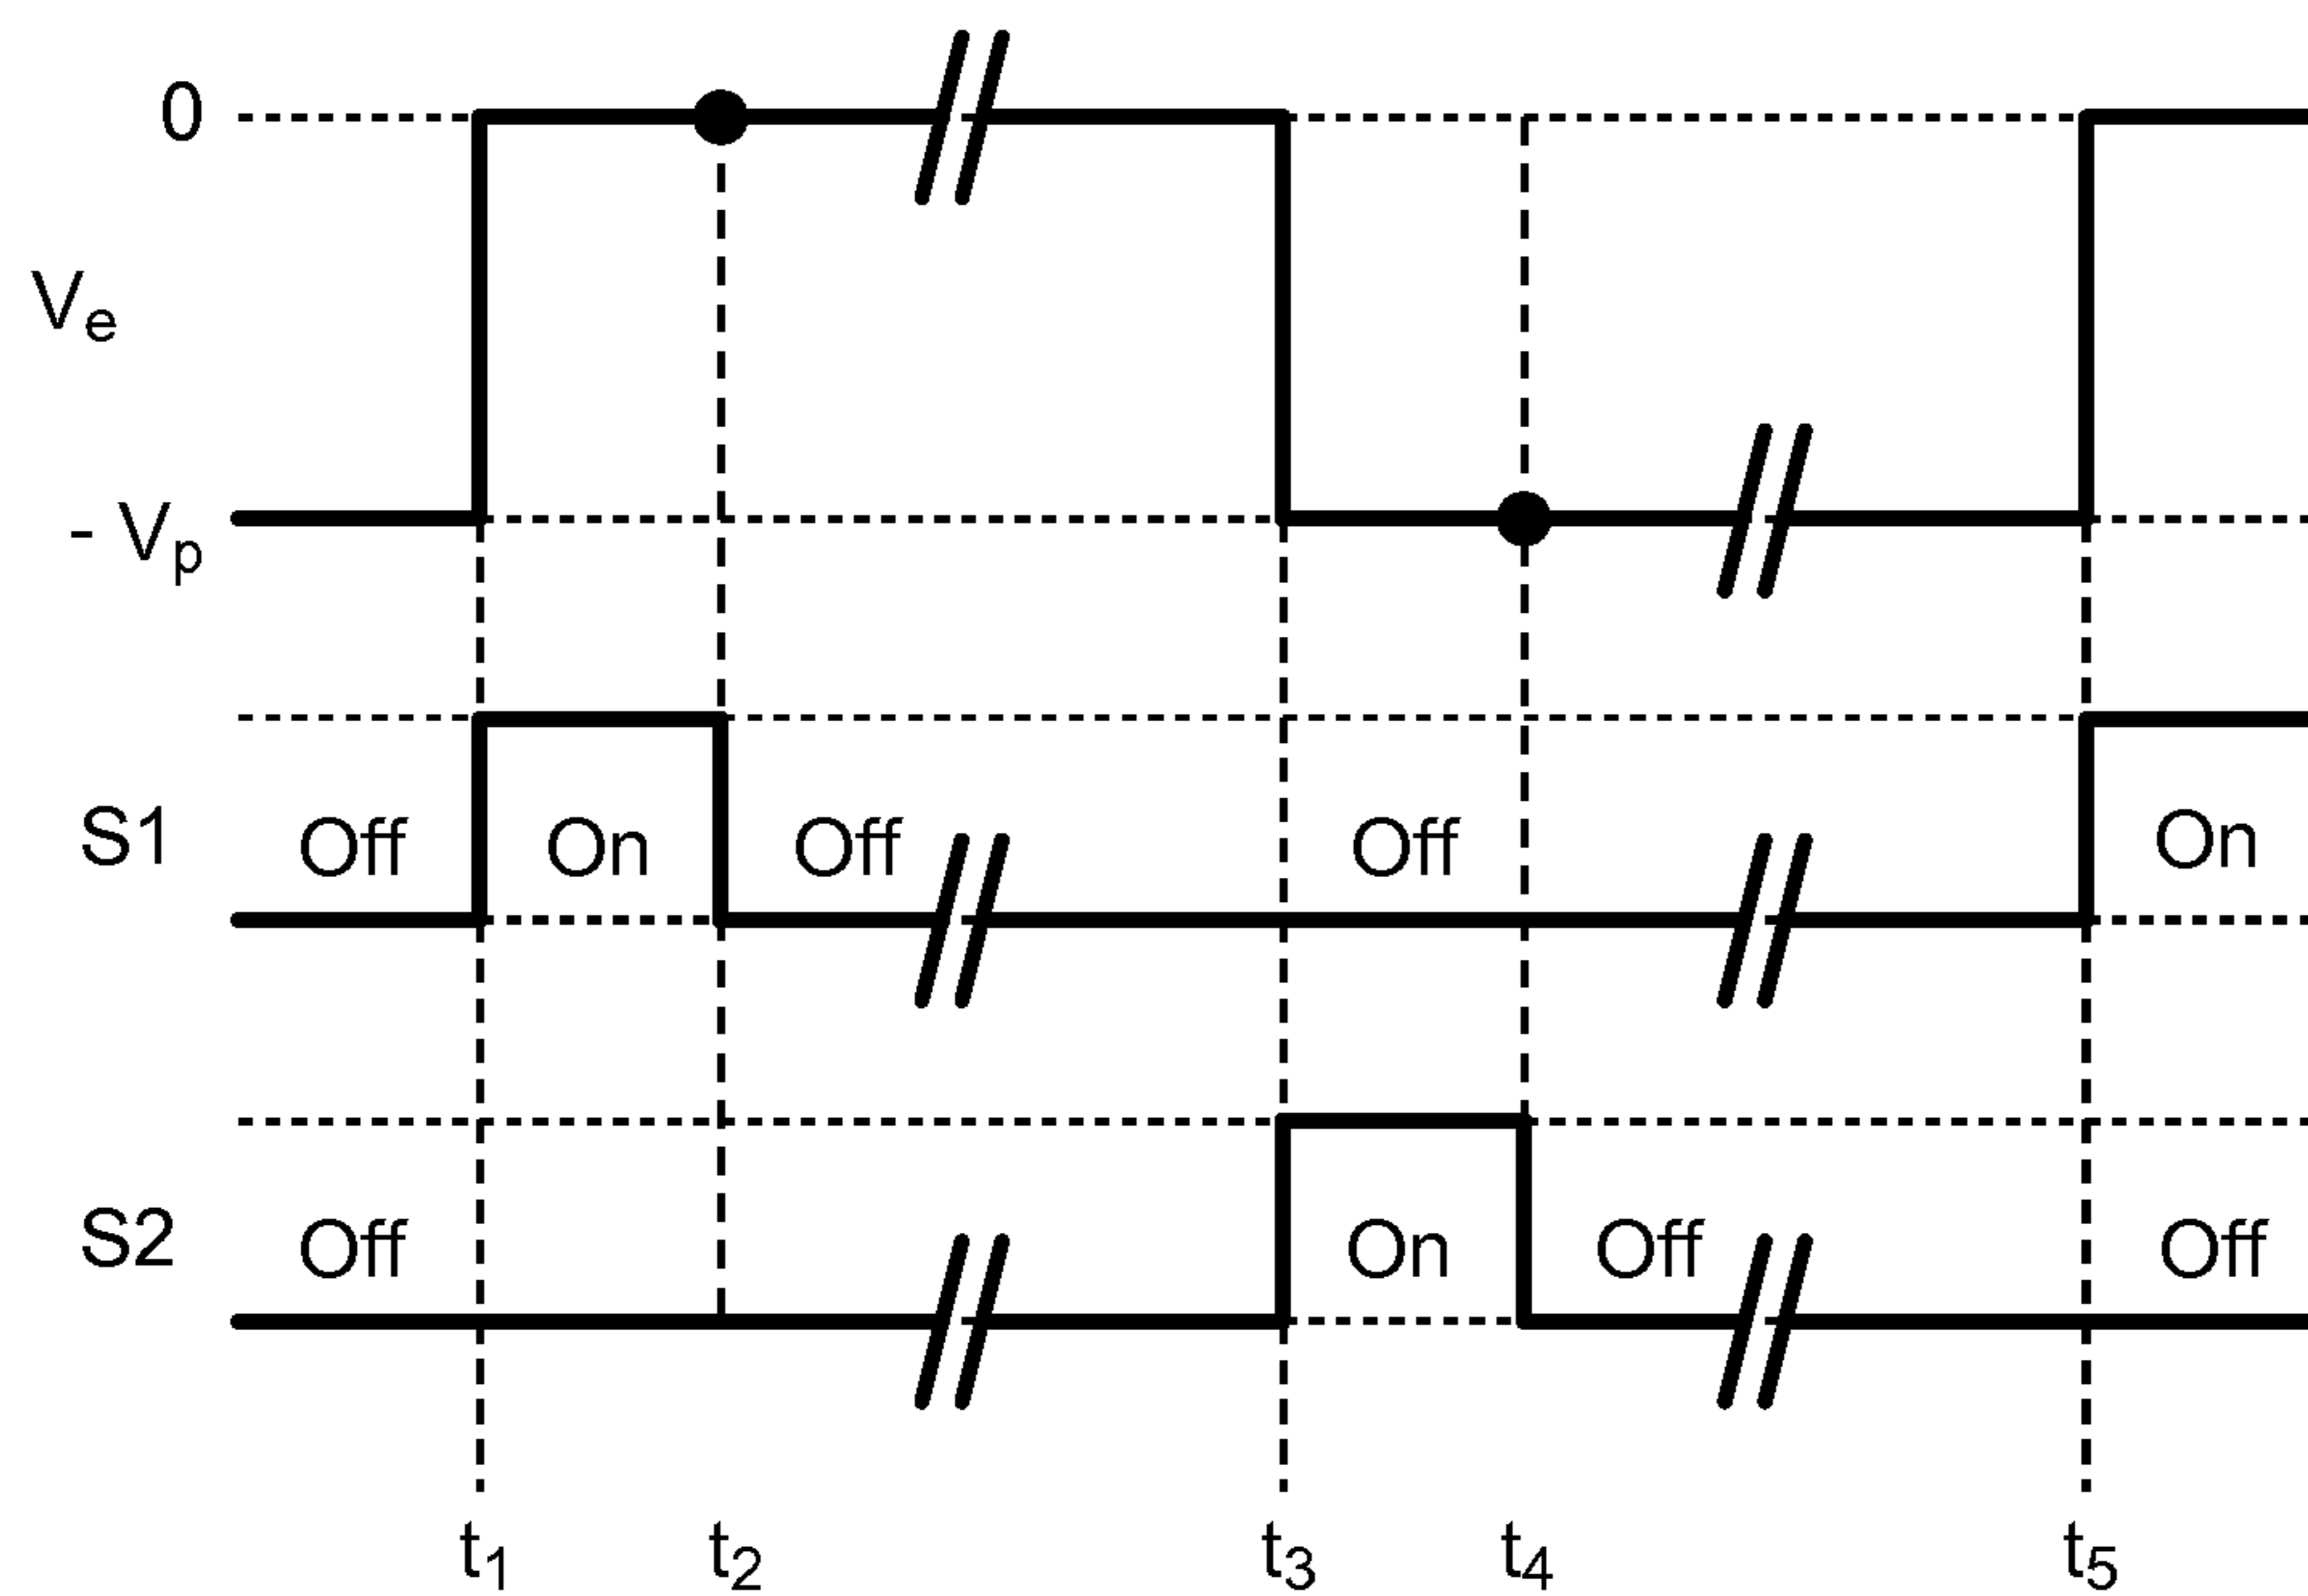 0
Vₑ
- Vₚ
S1 Off On Off Off On
S2 Off On Off Off
t₁ t₂ t₃ t₄ t₅